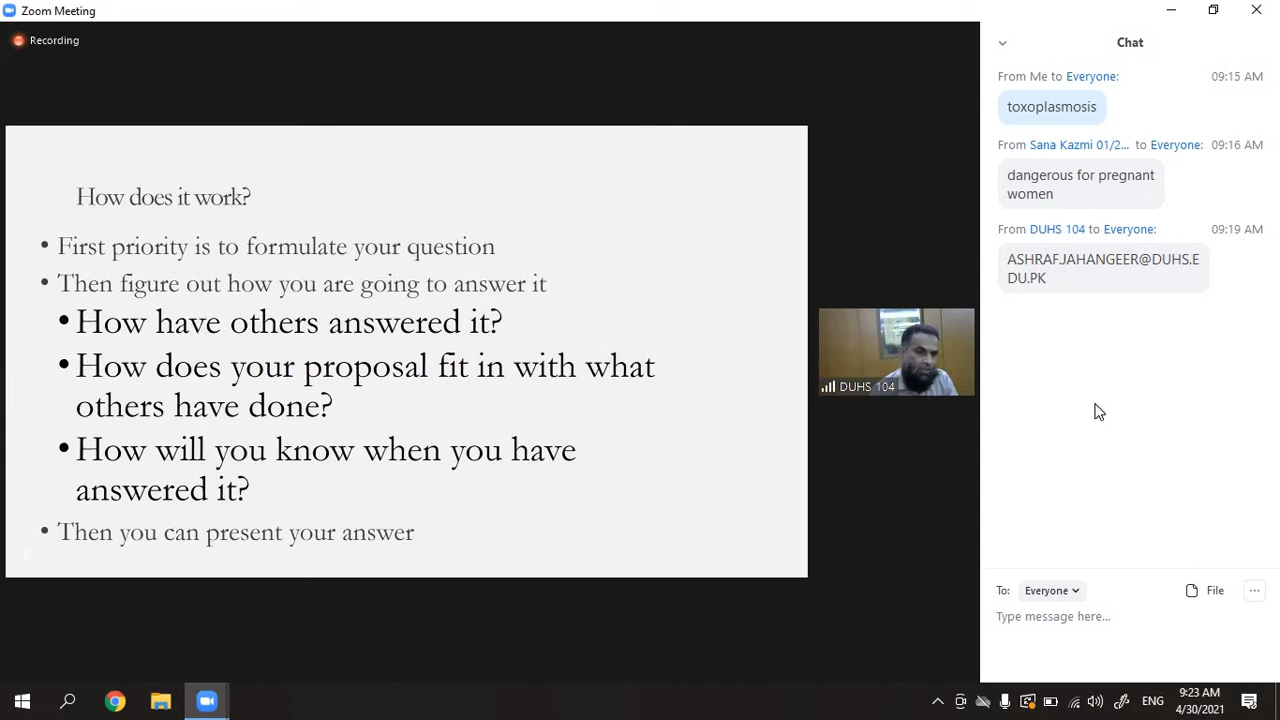 Zoom Meeting
Recording
How does it work?
• First priority is to formulate your question
• Then figure out how you are going to answer it
• How have others answered it?
• How does your proposal fit in with what
others have done?
• How will you know when you have
answered it?
• Then you can present your answer
DUHS 104
Chat
From Me to Everyone: 09:15 AM
toxoplasmosis
From Sana Kazmi 01/2... to Everyone: 09:16 AM
dangerous for pregnant
women
From DUHS 104 to Everyone: 09:19 AM
ASHRAF.JAHANGEER@DUHS.E
DU.PK
To: Everyone File
Type message here...
ENG
9:23 AM
4/30/2021